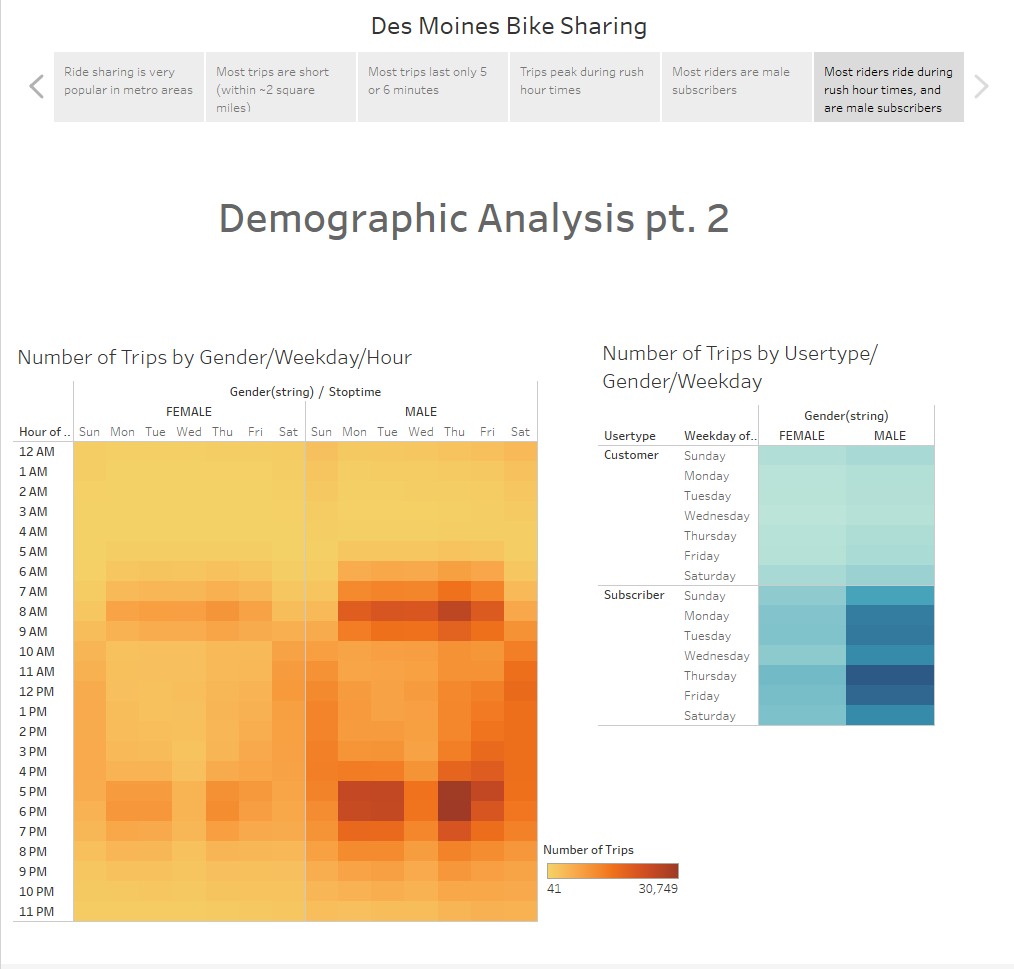 Des Moines Bike Sharing
Ride sharing is very
popular in metro areas
Most trips are short
(within ~2 square
miles)
Most trips last only 5
or 6 minutes
Trips peak during rush
hour times
Most riders are male
subscribers
Most riders ride during
rush hour times, and
are male subscribers
Demographic Analysis pt. 2
Number of Trips by Gender/Weekday/Hour
Gender(string) / Stoptime
FEMALE MALE
Hour of .. Sun Mon Tue Wed Thu Fri Sat Sun Mon Tue Wed Thu Fri Sat
12 AM
1 AM
2 AM
3 AM
4 AM
5 AM
6 AM
7 AM
8 AM
9 AM
10 AM
11 AM
12 PM
1 PM
2 PM
3 PM
4 PM
5 PM
6 PM
7 PM
8 PM
9 PM
10 PM
11 PM
Number of Trips by Usertype/
Gender/Weekday
Gender(string)
Usertype Weekday of.. FEMALE MALE
Customer Sunday
Monday
Tuesday
Wednesday
Thursday
Friday
Saturday
Subscriber Sunday
Monday
Tuesday
Wednesday
Thursday
Friday
Saturday
Number of Trips
41 30,749